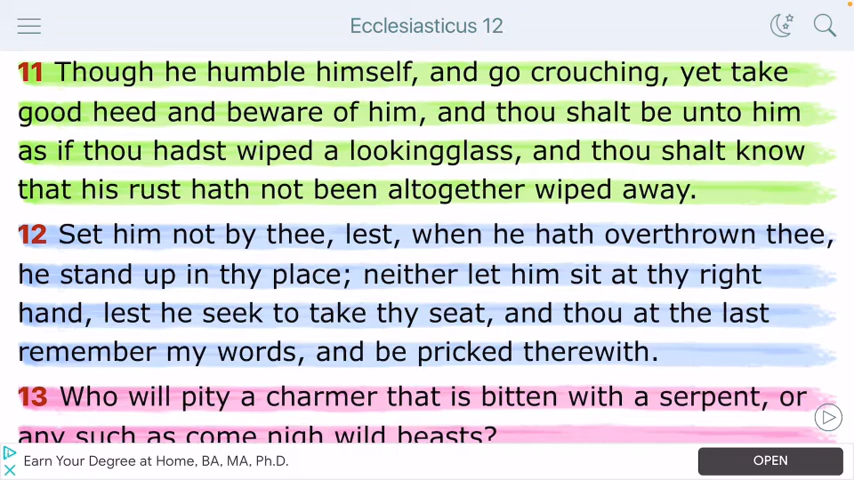 Ecclesiasticus 12
11 Though he humble himself, and go crouching, yet take
good heed and beware of him, and thou shalt be unto him
as if thou hadst wiped a lookingglass, and thou shalt know
that his rust hath not been altogether wiped away.
12 Set him not by thee, lest, when he hath overthrown thee,
he stand up in thy place; neither let him sit at thy right
hand, lest he seek to take thy seat, and thou at the last
remember my words, and be pricked therewith.
13 Who will pity a charmer that is bitten with a serpent, or
any such as come nigh wild beasts?
Earn Your Degree at Home, BA, MA, Ph.D.
OPEN